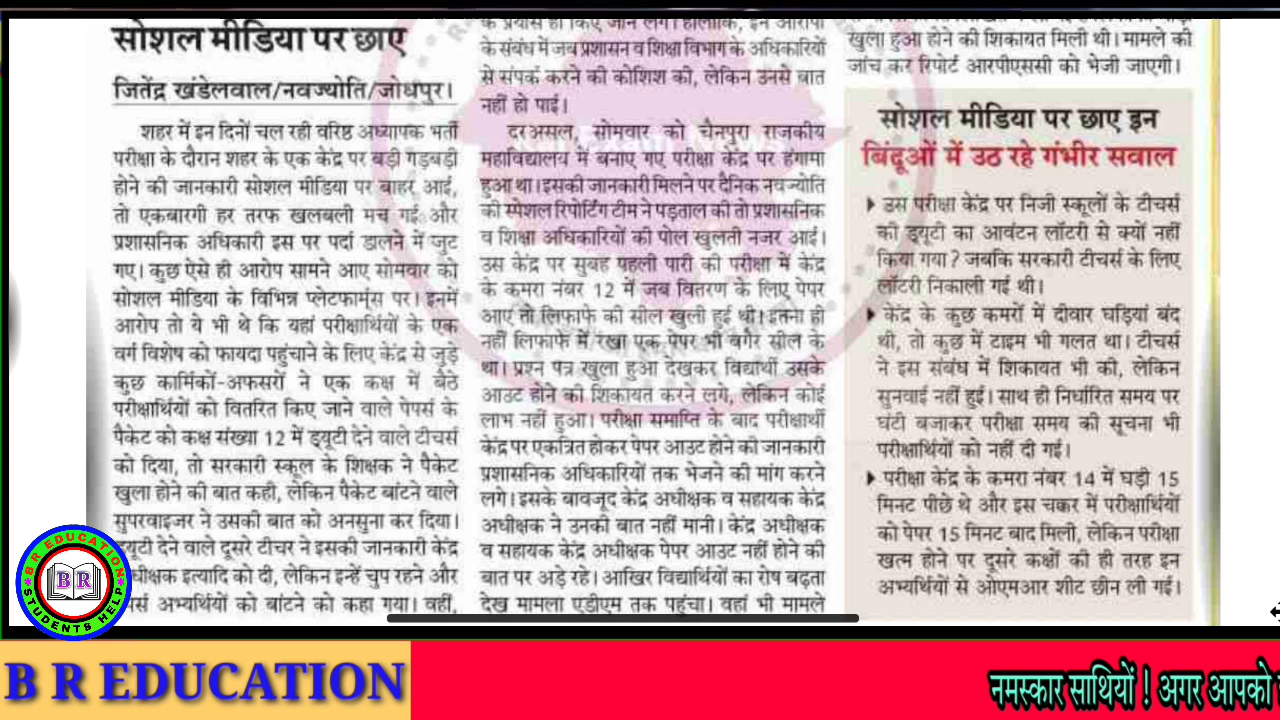 सोशल मीडिया पर छाए
जितेंद्र खंडेलवाल/नवज्योति/जोधपुर।
शहर में इन दिनों चल रही वरिष्ठ अध्यापक भर्ती
परीक्षा के दौरान शहर के एक केंद्र पर बड़ी गड़बड़ी
होने की जानकारी सोशल मीडिया पर बाहर आई,
तो एकबारगी हर तरफ खलबली मच गई और
प्रशासनिक अधिकारी इस पर पर्दा डालने में जुट
गए। कुछ ऐसे ही आरोप सामने आए सोमवार को
सोशल मीडिया के विभिन्न प्लेटफार्म्स पर। इनमें
आरोप तो ये भी थे कि यहां परीक्षार्थियों के एक
वर्ग विशेष को फायदा पहुंचाने के लिए केंद्र से जुड़े
कुछ कार्मिकों-अफसरों ने एक कक्ष में बैठे
परीक्षार्थियों को वितरित किए जाने वाले पेपर्स के
पैकेट को कक्ष संख्या 12 में ड्यूटी देने वाले टीचर्स
को दिया, तो सरकारी स्कूल के शिक्षक ने पैकेट
खुला होने की बात कही, लेकिन पैकेट बांटने वाले
सुपरवाइजर ने उसकी बात को अनसुना कर दिया।
ड्यूटी देने वाले दूसरे टीचर ने इसकी जानकारी केंद्र
धीक्षक इत्यादि को दी, लेकिन इन्हें चुप रहने और
पर्स अभ्यर्थियों को बांटने को कहा गया। वहीं,
के प्रयास ही किए जाने लगे। हालांकि, इन आरोपों
के संबंध में जब प्रशासन व शिक्षा विभाग के अधिकारियों
से संपर्क करने की कोशिश की, लेकिन उनसे बात
नहीं हो पाई।
दरअसल, सोमवार को चैनपुरा राजकीय
महाविद्यालय में बनाए गए परीक्षा केंद्र पर हंगामा
हुआ था। इसकी जानकारी मिलने पर दैनिक नवज्योति
की स्पेशल रिपोर्टिंग टीम ने पड़ताल की तो प्रशासनिक
व शिक्षा अधिकारियों की पोल खुलती नजर आई।
उस केंद्र पर सुबह पहली पारी की परीक्षा में केंद्र
के कमरा नंबर 12 में जब वितरण के लिए पेपर
आए तो लिफाफे की सील खुली हुई थी। इतना ही
नहीं लिफाफे में रखा एक पेपर भी बगैर सील के
था। प्रश्न पत्र खुला हुआ देखकर विद्यार्थी उसके
आउट होने की शिकायत करने लगे, लेकिन कोई
लाभ नहीं हुआ। परीक्षा समाप्ति के बाद परीक्षार्थी
केंद्र पर एकत्रित होकर पेपर आउट होने की जानकारी
प्रशासनिक अधिकारियों तक भेजने की मांग करने
लगे। इसके बावजूद केंद्र अधीक्षक व सहायक केंद्र
अधीक्षक ने उनकी बात नहीं मानी। केंद्र अधीक्षक
व सहायक केंद्र अधीक्षक पेपर आउट नहीं होने की
बात पर अड़े रहे। आखिर विद्यार्थियों का रोष बढ़ता
देख मामला एडीएम तक पहुंचा। वहां भी मामले
खुला हुआ होने की शिकायत मिली थी। मामले की
जांच कर रिपोर्ट आरपीएससी को भेजी जाएगी।
सोशल मीडिया पर छाए इन
बिंदूओं में उठ रहे गंभीर सवाल
उस परीक्षा केंद्र पर निजी स्कूलों के टीचर्स
की ड्यूटी का आवंटन लॉटरी से क्यों नहीं
किया गया? जबकि सरकारी टीचर्स के लिए
लॉटरी निकाली गई थी।
केंद्र के कुछ कमरों में दीवार घड़ियां बंद
थी, तो कुछ में टाइम भी गलत था। टीचर्स
ने इस संबंध में शिकायत भी की, लेकिन
सुनवाई नहीं हुई। साथ ही निर्धारित समय पर
घंटी बजाकर परीक्षा समय की सूचना भी
परीक्षार्थियों को नहीं दी गई।
परीक्षा केंद्र के कमरा नंबर 14 में घड़ी 15
मिनट पीछे थे और इस चक्कर में परीक्षार्थियों
को पेपर 15 मिनट बाद मिली, लेकिन परीक्षा
खत्म होने पर दूसरे कक्षों की ही तरह इन
अभ्यर्थियों से ओएमआर शीट छीन ली गई।
B R EDUCATION
BR
STUDENTS HELP
B R EDUCATION
नमस्कार साथियों ! अगर आपको